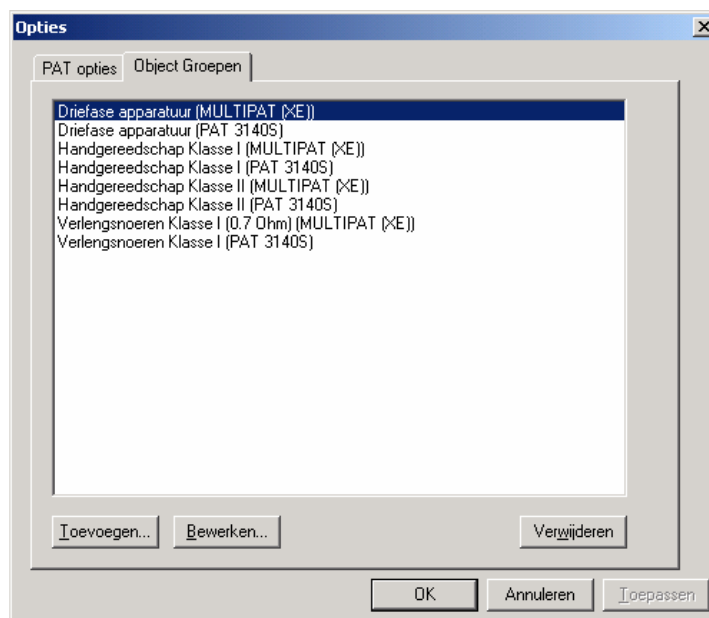 Opties
PAT opties
Object Groepen
Driefase apparatuur (MULTIPAT (XE))
Driefase apparatuur (PAT 3140S)
Handgereedschap Klasse I (MULTIPAT (XE))
Handgereedschap Klasse I (PAT 3140S)
Handgereedschap Klasse II (MULTIPAT (XE))
Handgereedschap Klasse II (PAT 3140S)
Verlengsnoeren Klasse I (0.7 Ohm) (MULTIPAT (XE))
Verlengsnoeren Klasse I (PAT 3140S)
Toevoegen...
Bewerken...
Verwijderen
OK
Annuleren
Toepassen